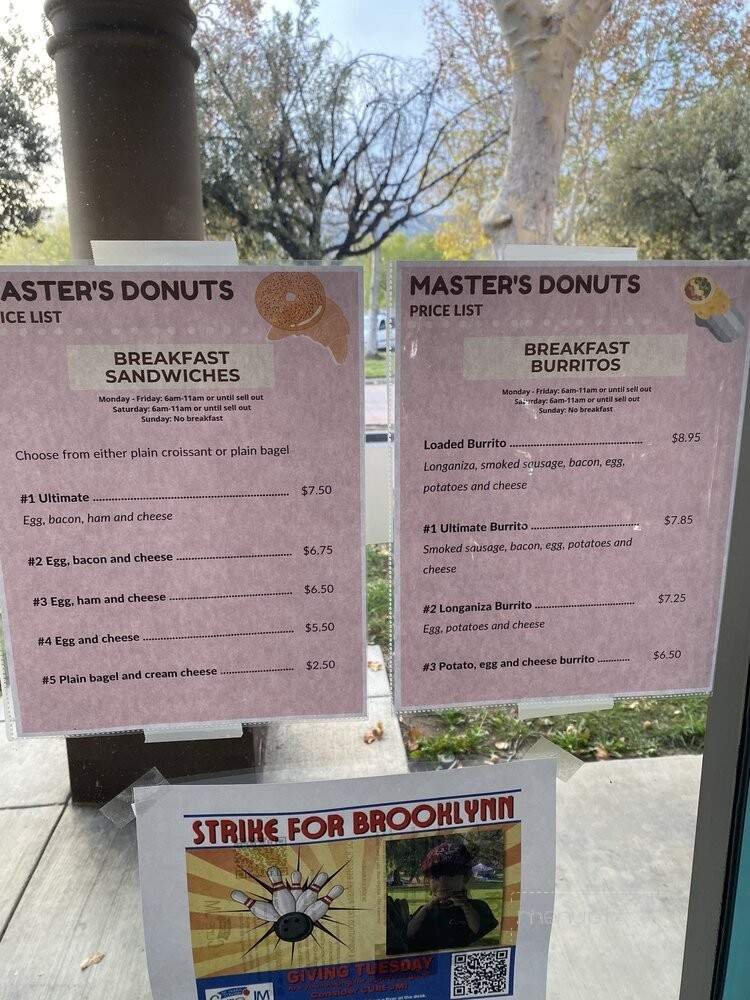 ASTER'S DONUTS
ICE LIST
BREAKFAST
SANDWICHES
Monday - Friday: 6am-11am or until sell out
Saturday: 6am-11am or until sell out
Sunday: No breakfast
Choose from either plain croissant or plain bagel
#1 Ultimate ........ $7.50
Egg, bacon, ham and cheese
#2 Egg, bacon and cheese ........ $6.75
#3 Egg, ham and cheese ........ $6.50
#4 Egg and cheese ........ $5.50
#5 Plain bagel and cream cheese ........ $2.50
MASTER'S DONUTS
PRICE LIST
BREAKFAST
BURRITOS
Monday - Friday: 6am-11am or until sell out
Saturday: 6am-11am or until sell out
Sunday: No breakfast
Loaded Burrito ........ $8.95
Longaniza, smoked sausage, bacon, egg,
potatoes and cheese
#1 Ultimate Burrito ........ $7.85
Smoked sausage, bacon, egg, potatoes and
cheese
#2 Longaniza Burrito ........ $7.25
Egg, potatoes and cheese
#3 Potato, egg and cheese burrito ........ $6.50
STRIKE FOR BROOKLYNN
GIVING TUESDAY
Consider CURE JM!